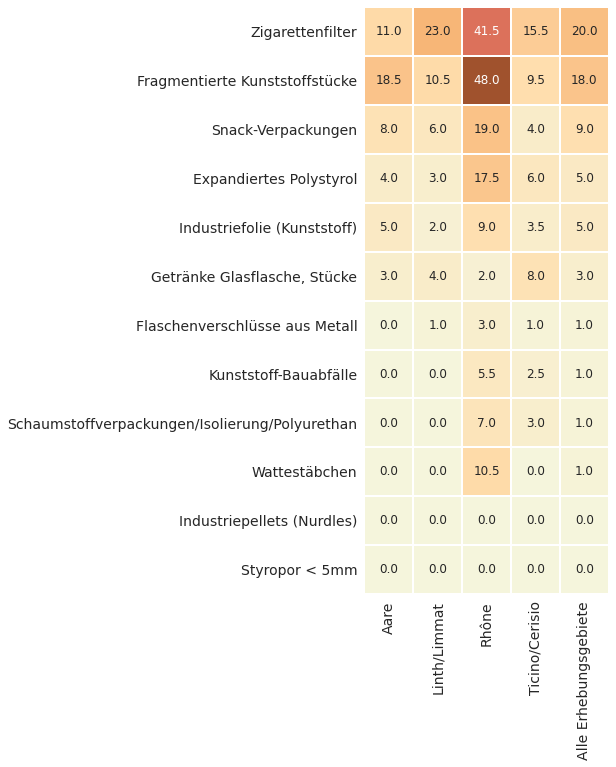 Zigarettenfilter 11.0 23.0 41.5 15.5 20.0
Fragmentierte Kunststoffstücke 18.5 10.5 48.0 9.5 18.0
Snack-Verpackungen 8.0 6.0 19.0 4.0 9.0
Expandiertes Polystyrol 4.0 3.0 17.5 6.0 5.0
Industriefolie (Kunststoff) 5.0 2.0 9.0 3.5 5.0
Getränke Glasflasche, Stücke 3.0 4.0 2.0 8.0 3.0
Flaschenverschlüsse aus Metall 0.0 1.0 3.0 1.0 1.0
Kunststoff-Bauabfälle 0.0 0.0 5.5 2.5 1.0
Schaumstoffverpackungen/Isolierung/Polyurethan 0.0 0.0 7.0 3.0 1.0
Wattestäbchen 0.0 0.0 10.5 0.0 1.0
Industriepellets (Nurdles) 0.0 0.0 0.0 0.0 0.0
Styropor < 5mm 0.0 0.0 0.0 0.0 0.0
Aare
Linth/Limmat
Rhône
Ticino/Cerisio
Alle Erhebungsgebiete